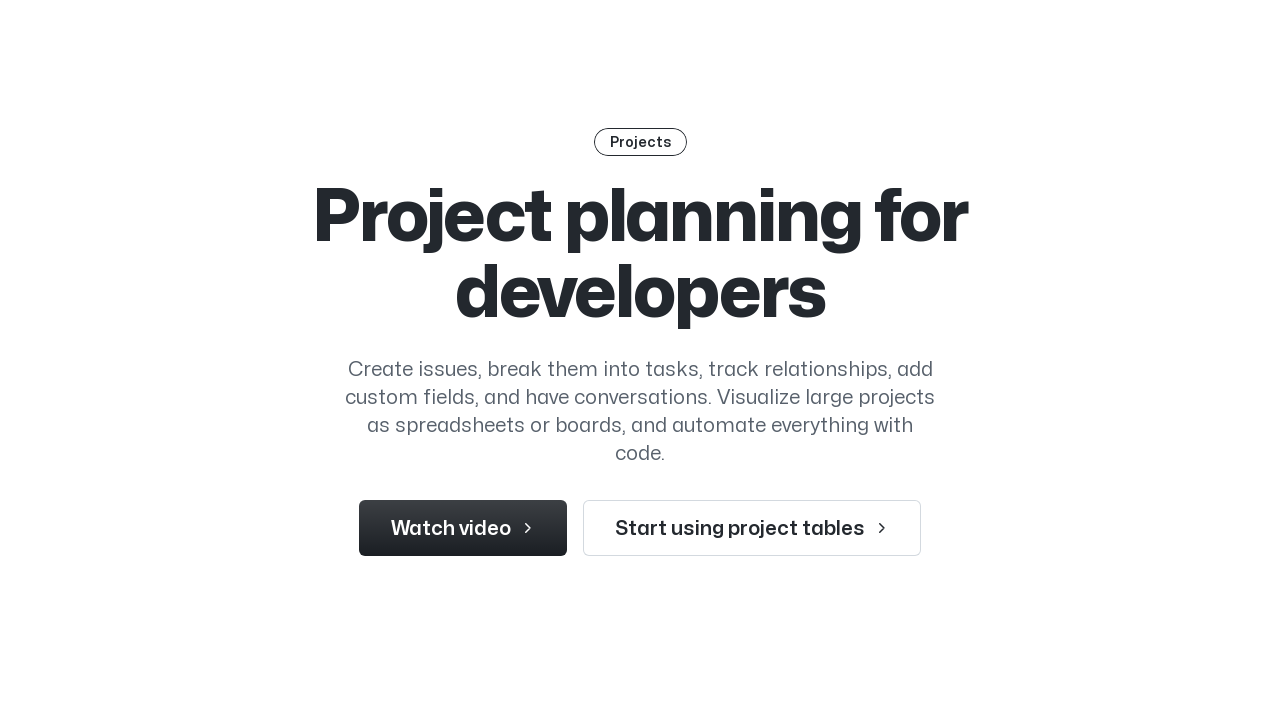 Projects
Project planning for
developers
Create issues, break them into tasks, track relationships, add
custom fields, and have conversations. Visualize large projects
as spreadsheets or boards, and automate everything with
code.
Watch video
Start using project tables